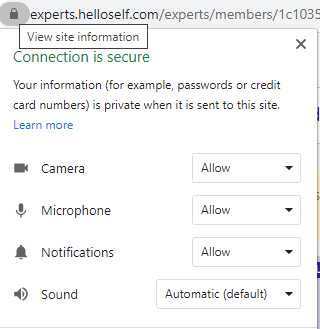 experts.helloself.com/experts/members/1c1035
View site information
Connection is secure
Your information (for example, passwords or credit
card numbers) is private when it is sent to this site.
Learn more
Camera Allow
Microphone Allow
Notifications Allow
Sound Automatic (default)